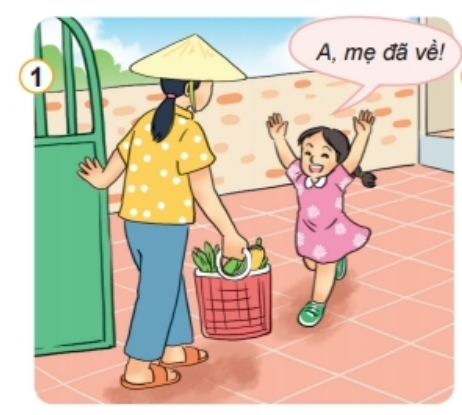 1
A, mẹ đã về!